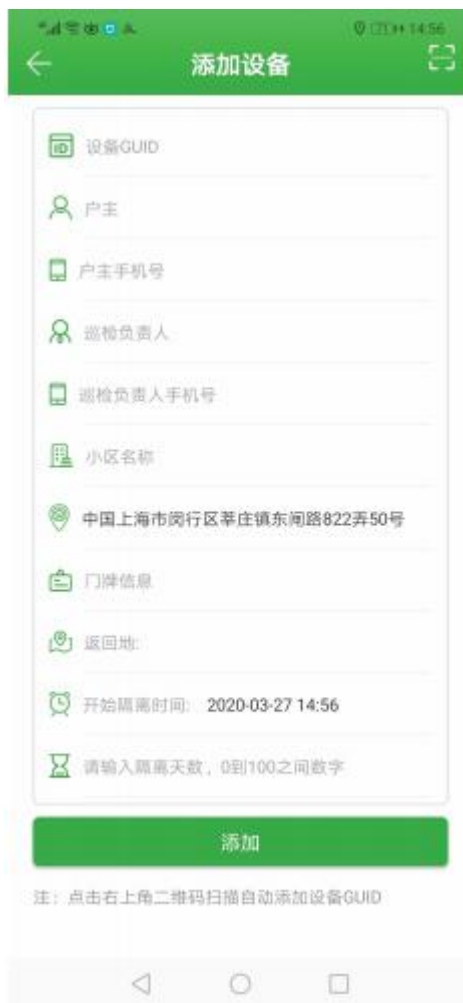 14:56
添加设备
设备GUID
户主
户主手机号
巡检负责人
巡检负责人手机号
小区名称
中国上海市闵行区莘庄镇东闸路822弄50号
门牌信息
返回地:
开始隔离时间: 2020-03-27 14:56
请输入隔离天数，0到100之间数字
添加
注：点击右上角二维码扫描自动添加设备GUID